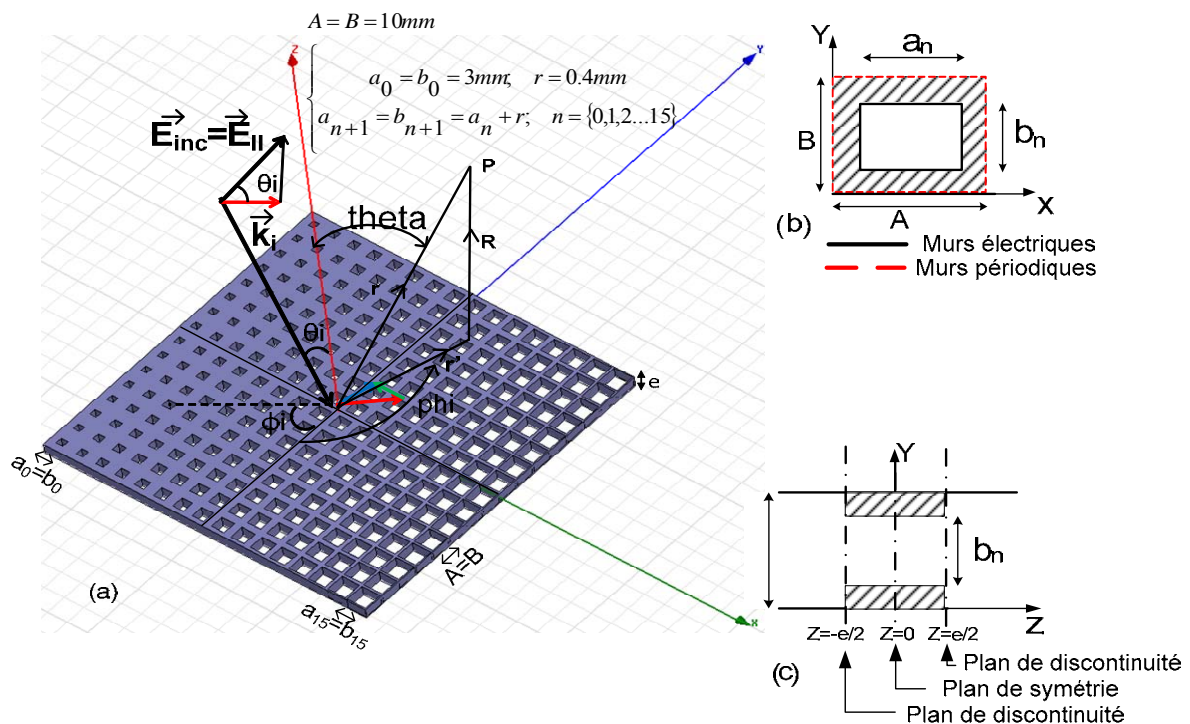 A = B = 10mm
a₀ = b₀ = 3mm; r = 0.4mm
aₙ₊₁ = bₙ₊₁ = aₙ + r; n = {0,1,2...15}
Z
Y
E⃗inc=E⃗II
θi
k⃗i
theta
P
R
r
θi
r'
phi
ϕi
e
a₀=b₀
A=B
a₁₅=b₁₅
X
(a)
Y
aₙ
B
bₙ
X
A
(b)
Murs électriques
Murs périodiques
Y
bₙ
Z
Z=-e/2
Z=0
Z=e/2
(c)
Plan de discontinuité
Plan de symétrie
Plan de discontinuité